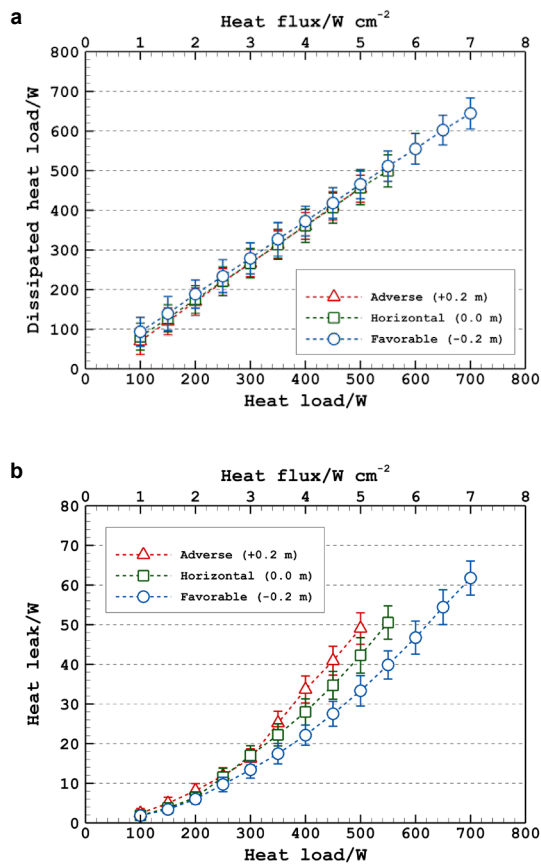 a
Heat flux/W cm⁻²
0 1 2 3 4 5 6 7 8
800
700
600
500
400
300
200
100
0
Dissipated heat load/W
Adverse (+0.2 m)
Horizontal (0.0 m)
Favorable (−0.2 m)
0 100 200 300 400 500 600 700 800
Heat load/W
b
Heat flux/W cm⁻²
0 1 2 3 4 5 6 7 8
80
70
60
50
40
30
20
10
0
Heat leak/W
Adverse (+0.2 m)
Horizontal (0.0 m)
Favorable (−0.2 m)
0 100 200 300 400 500 600 700 800
Heat load/W